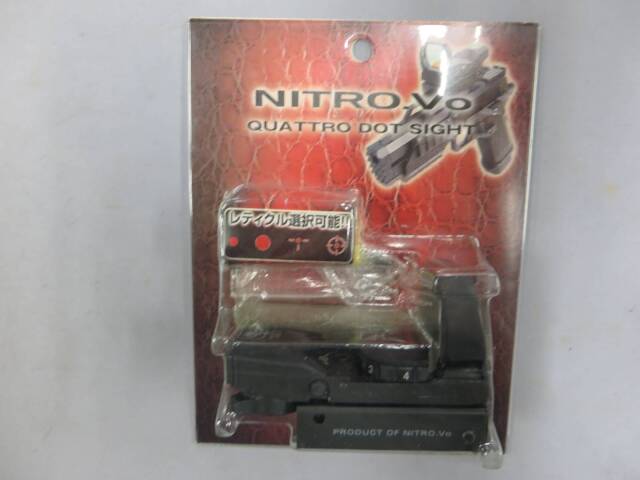 NITRO.Vo
QUATTRO DOT SIGHT
レティクル選択可能!!
3 4
PRODUCT OF NITRO.Vo